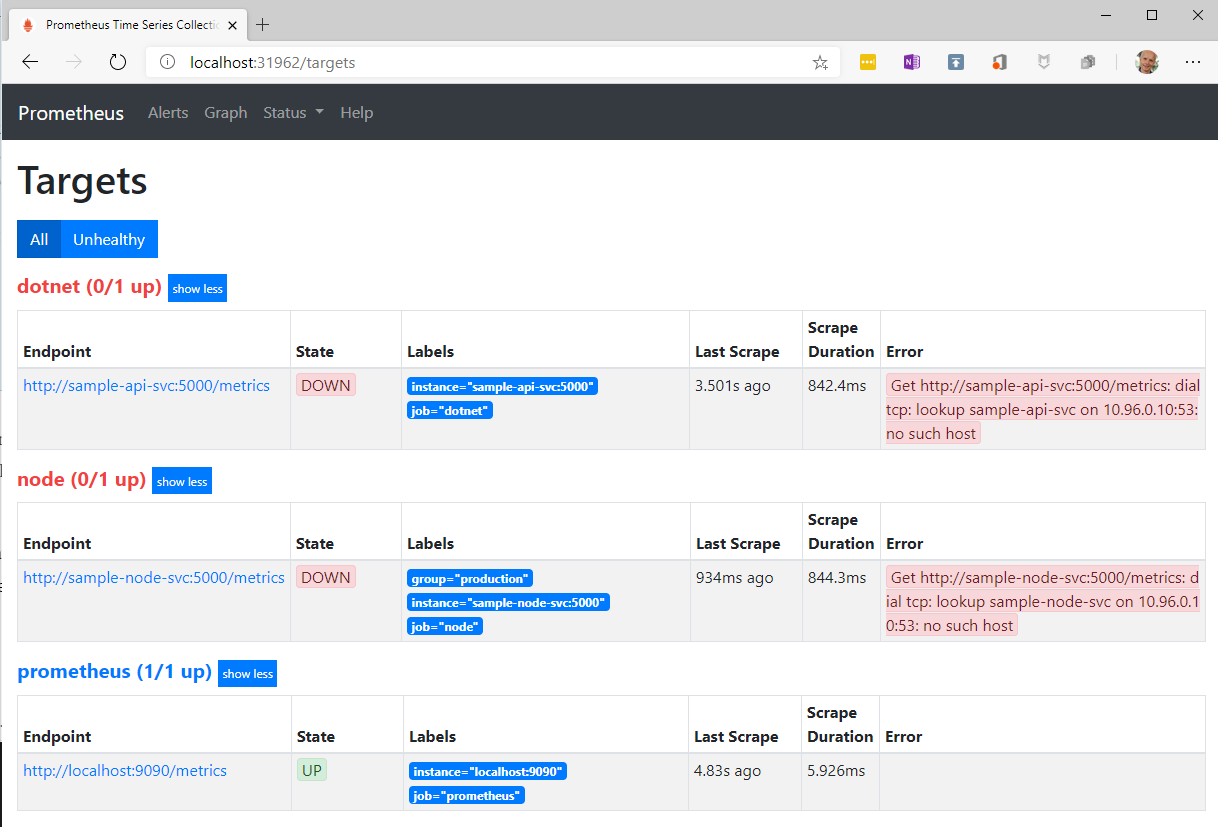 Prometheus Time Series Collectio
localhost:31962/targets
Prometheus Alerts Graph Status Help
Targets
All Unhealthy
dotnet (0/1 up) show less
Endpoint State Labels Last Scrape Scrape Duration Error
http://sample-api-svc:5000/metrics DOWN instance="sample-api-svc:5000" 3.501s ago 842.4ms Get http://sample-api-svc:5000/metrics: dial
job="dotnet" tcp: lookup sample-api-svc on 10.96.0.10:53:
no such host
node (0/1 up) show less
Endpoint State Labels Last Scrape Scrape Duration Error
http://sample-node-svc:5000/metrics DOWN group="production" 934ms ago 844.3ms Get http://sample-node-svc:5000/metrics: d
instance="sample-node-svc:5000" ial tcp: lookup sample-node-svc on 10.96.0.1
job="node" 0:53: no such host
prometheus (1/1 up) show less
Endpoint State Labels Last Scrape Scrape Duration Error
http://localhost:9090/metrics UP instance="localhost:9090" 4.83s ago 5.926ms
job="prometheus"